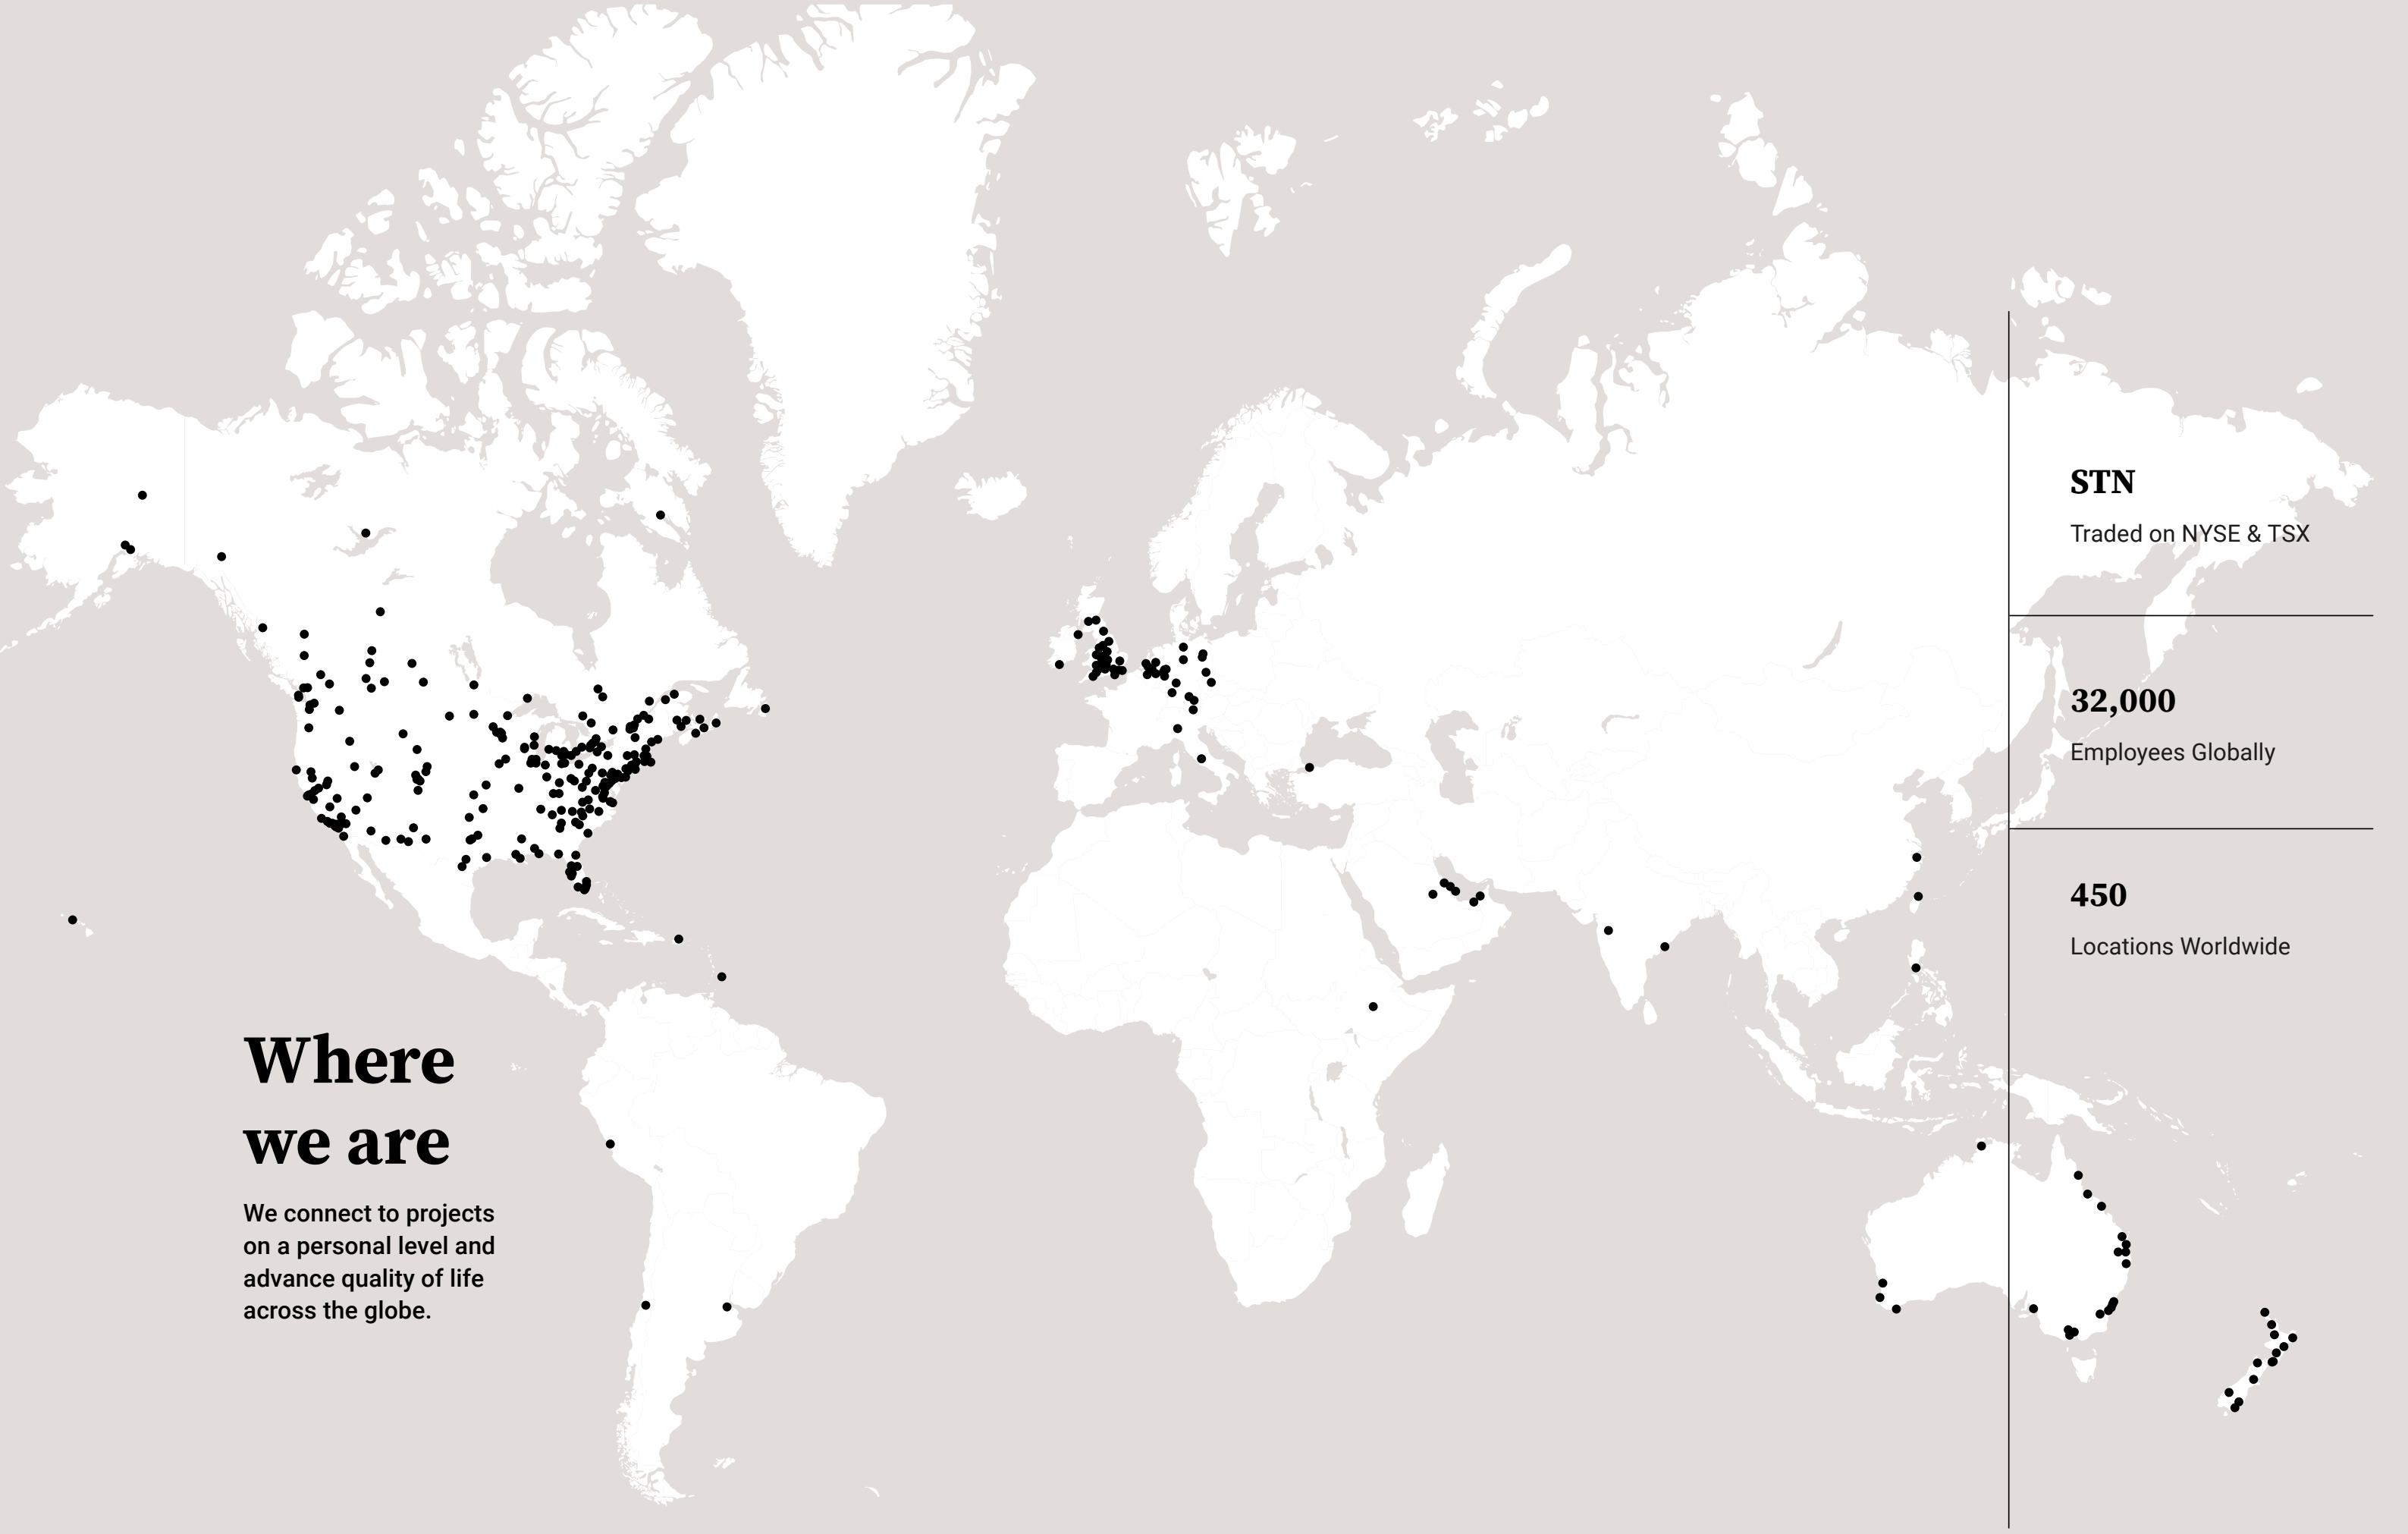 Where
we are
We connect to projects
on a personal level and
advance quality of life
across the globe.
STN
Traded on NYSE & TSX
32,000
Employees Globally
450
Locations Worldwide